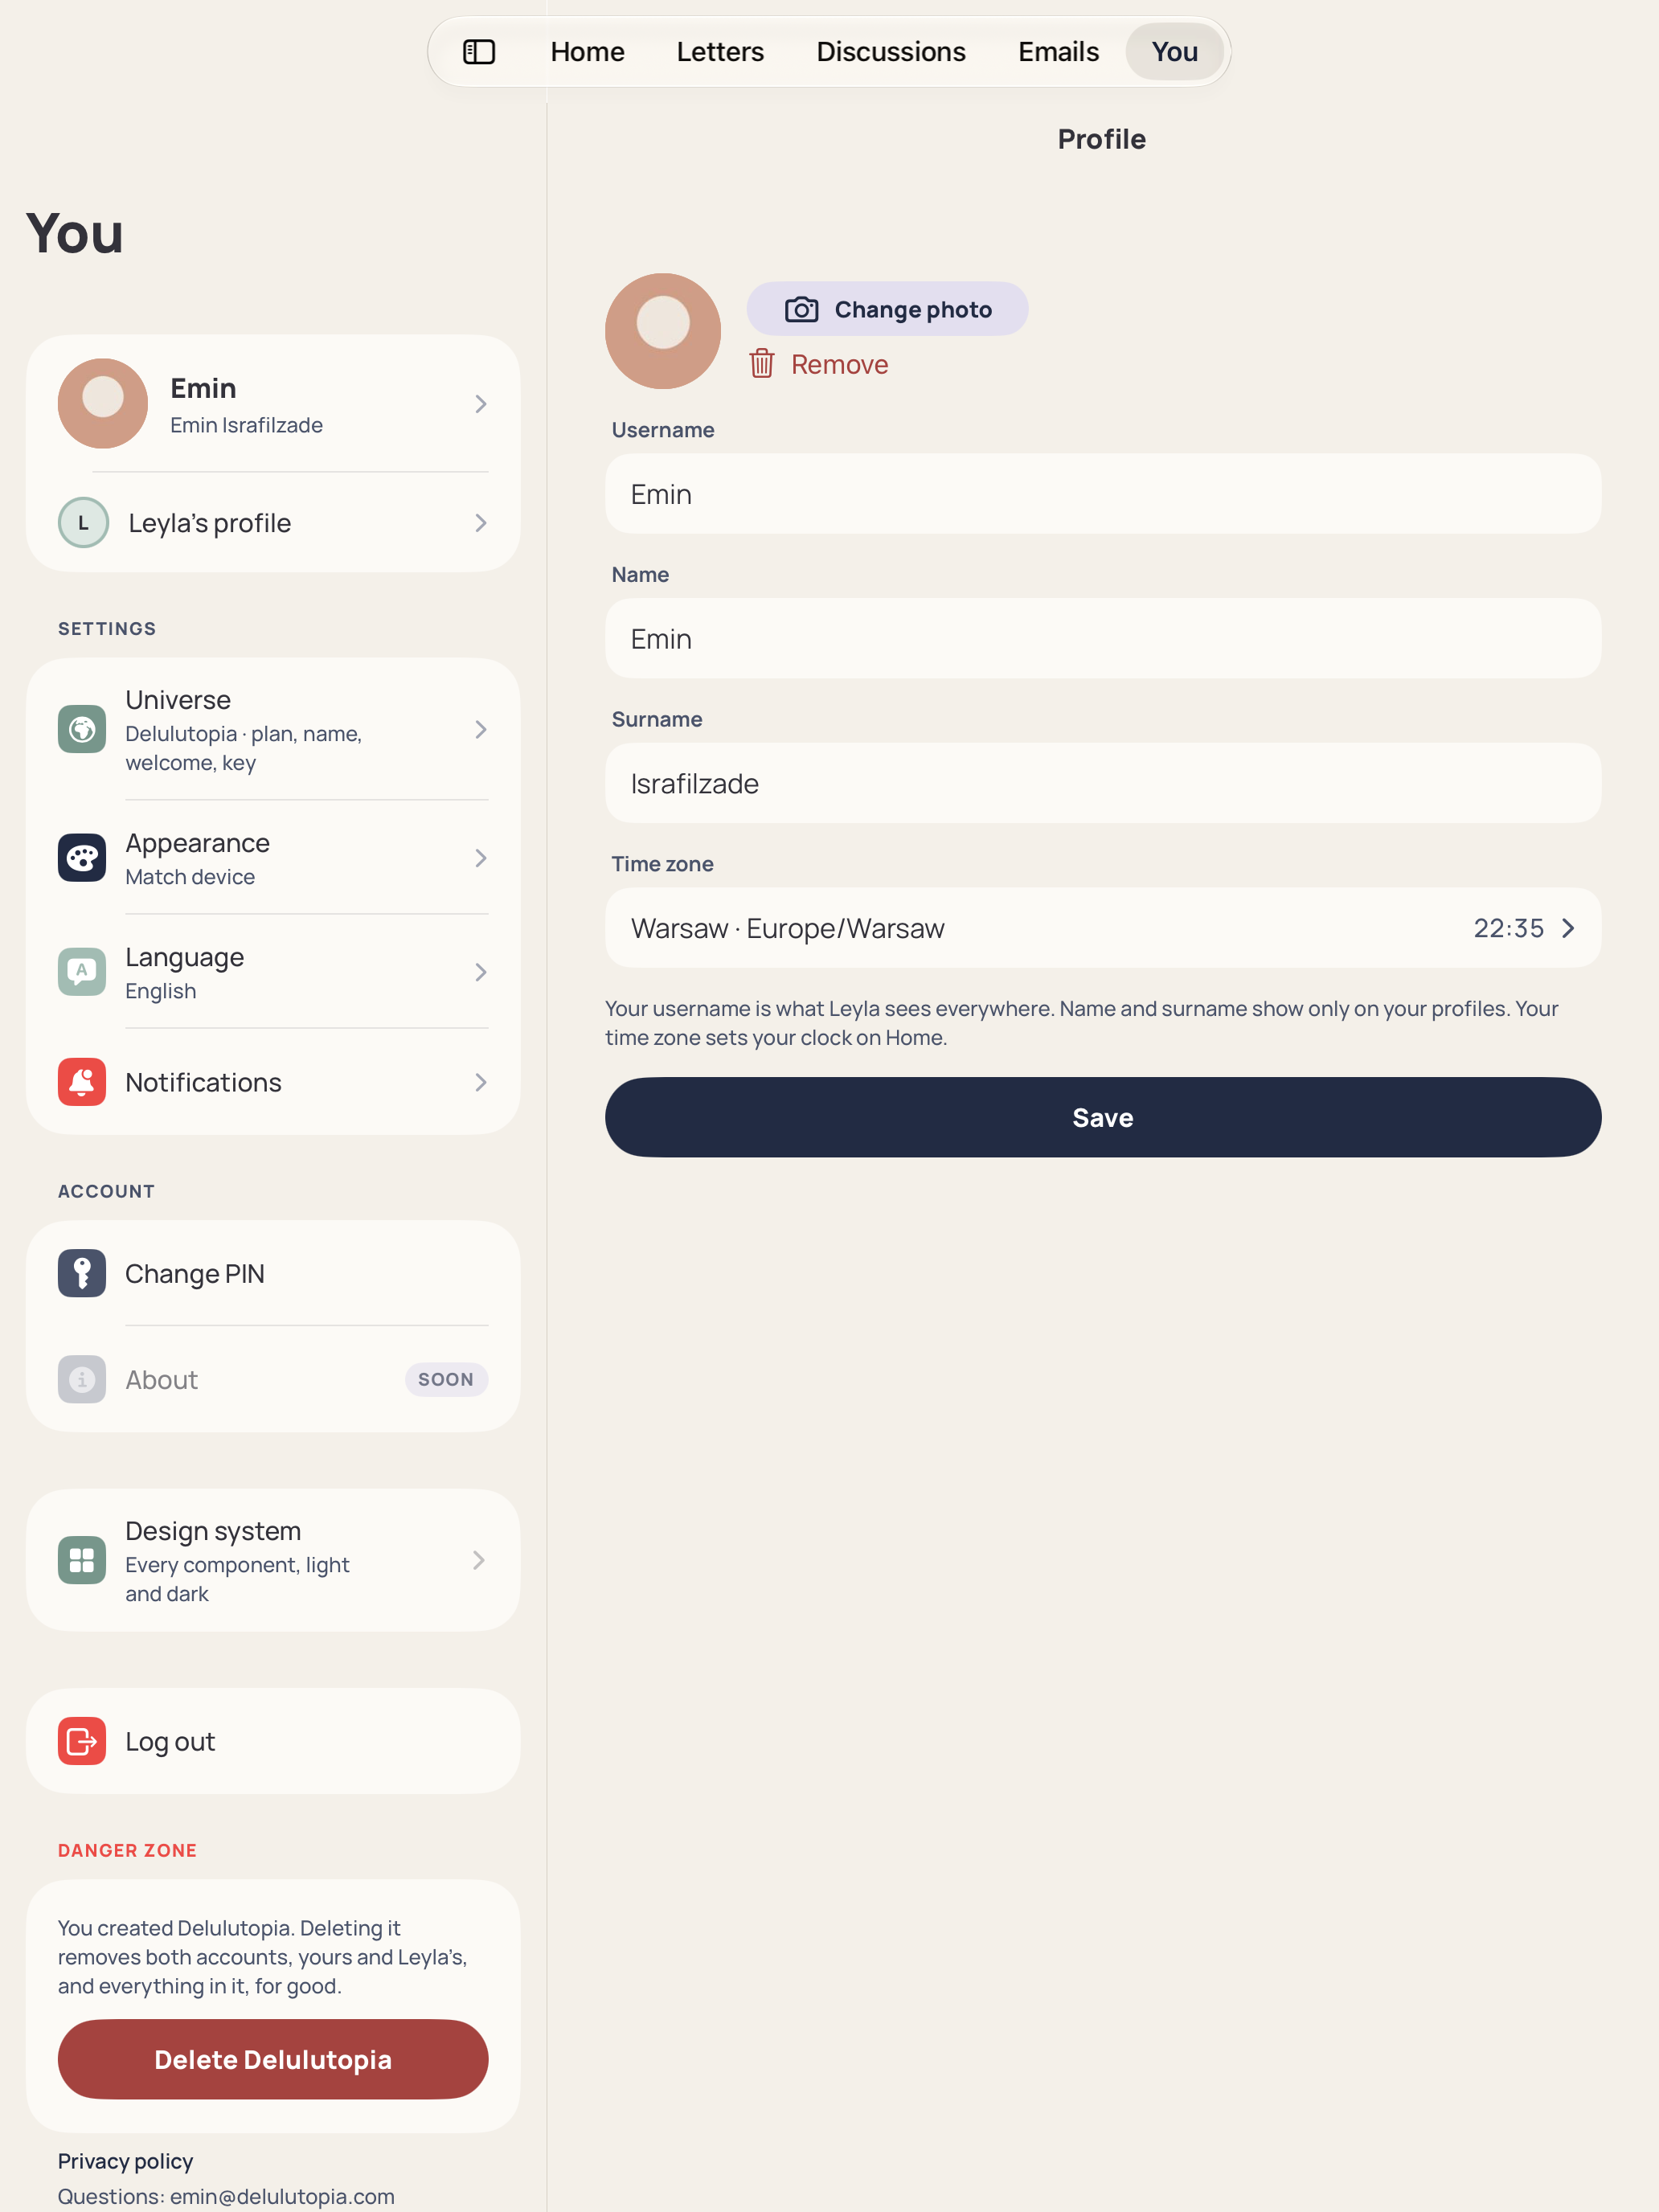 Home Letters Discussions Emails You
You
Emin
Emin Israfilzade
L
Leyla’s profile
SETTINGS
Universe
Delulutopia · plan, name,
welcome, key
Appearance
Match device
A
Language
English
Notifications
ACCOUNT
Change PIN
About
SOON
Design system
Every component, light
and dark
Log out
DANGER ZONE
You created Delulutopia. Deleting it
removes both accounts, yours and Leyla’s,
and everything in it, for good.
Delete Delulutopia
Privacy policy
Questions: emin@delulutopia.com
Profile
Change photo
Remove
Username
Emin
Name
Emin
Surname
Israfilzade
Time zone
Warsaw · Europe/Warsaw 22:35
Your username is what Leyla sees everywhere. Name and surname show only on your profiles. Your
time zone sets your clock on Home.
Save